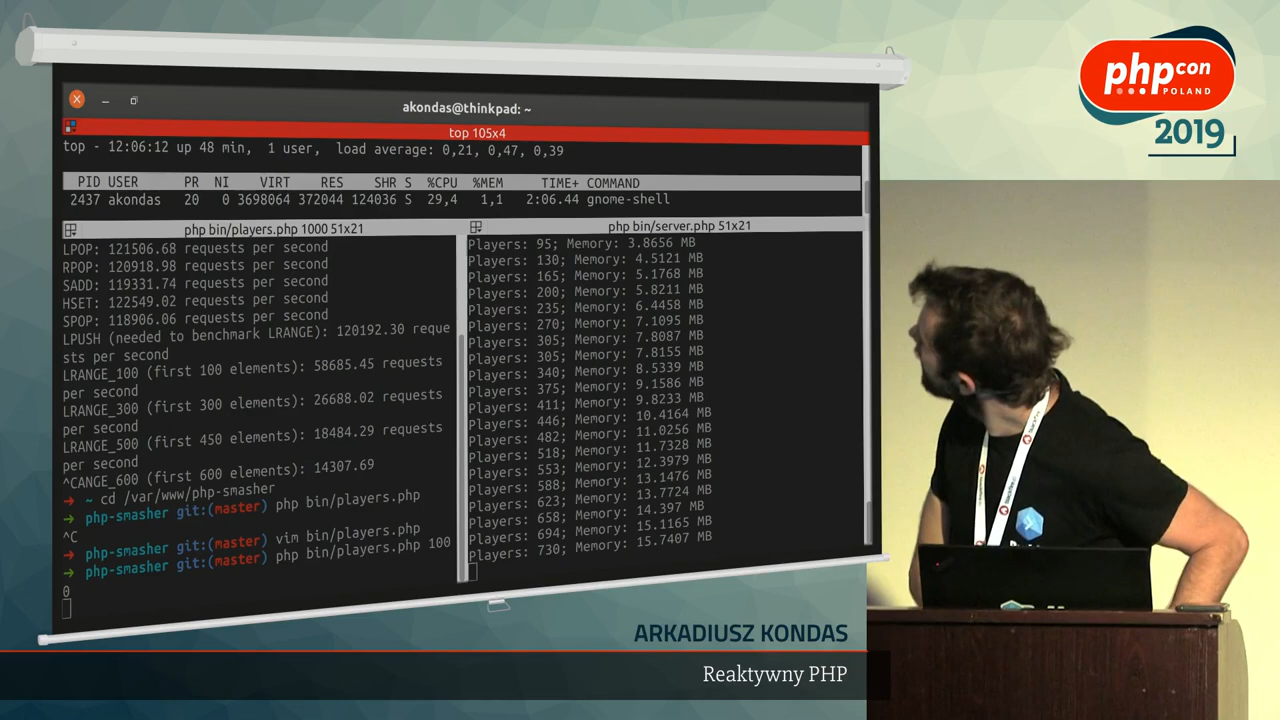 phpcon
POLAND
2019
akondas@thinkpad: ~
top 105x4
top - 12:06:12 up 48 min, 1 user, load average: 0,21, 0,47, 0,39
PID USER PR NI VIRT RES SHR S %CPU %MEM TIME+ COMMAND
2437 akondas 20 0 3698064 372044 124036 S 29,4 1,1 2:06.44 gnome-shell
php bin/players.php 1000 51x21
LPOP: 121506.68 requests per second
RPOP: 120918.98 requests per second
SADD: 119331.74 requests per second
HSET: 122549.02 requests per second
SPOP: 118906.06 requests per second
LPUSH (needed to benchmark LRANGE): 120192.30 reque
sts per second
LRANGE_100 (first 100 elements): 58685.45 requests
per second
LRANGE_300 (first 300 elements): 26688.02 requests
per second
LRANGE_500 (first 450 elements): 18484.29 requests
per second
^CANGE_600 (first 600 elements): 14307.69
→ ~ cd /var/www/php-smasher
→ php-smasher git:(master) php bin/players.php
^C
→ php-smasher git:(master) vim bin/players.php
→ php-smasher git:(master) php bin/players.php 100
0
php bin/server.php 51x21
Players: 95; Memory: 3.8656 MB
Players: 130; Memory: 4.5121 MB
Players: 165; Memory: 5.1768 MB
Players: 200; Memory: 5.8211 MB
Players: 235; Memory: 6.4458 MB
Players: 270; Memory: 7.1095 MB
Players: 305; Memory: 7.8087 MB
Players: 305; Memory: 7.8155 MB
Players: 340; Memory: 8.5339 MB
Players: 375; Memory: 9.1586 MB
Players: 411; Memory: 9.8233 MB
Players: 446; Memory: 10.4164 MB
Players: 482; Memory: 11.0256 MB
Players: 518; Memory: 11.7328 MB
Players: 553; Memory: 12.3979 MB
Players: 588; Memory: 13.1476 MB
Players: 623; Memory: 13.7724 MB
Players: 658; Memory: 14.397 MB
Players: 694; Memory: 15.1165 MB
Players: 730; Memory: 15.7407 MB
ARKADIUSZ KONDAS
Reaktywny PHP